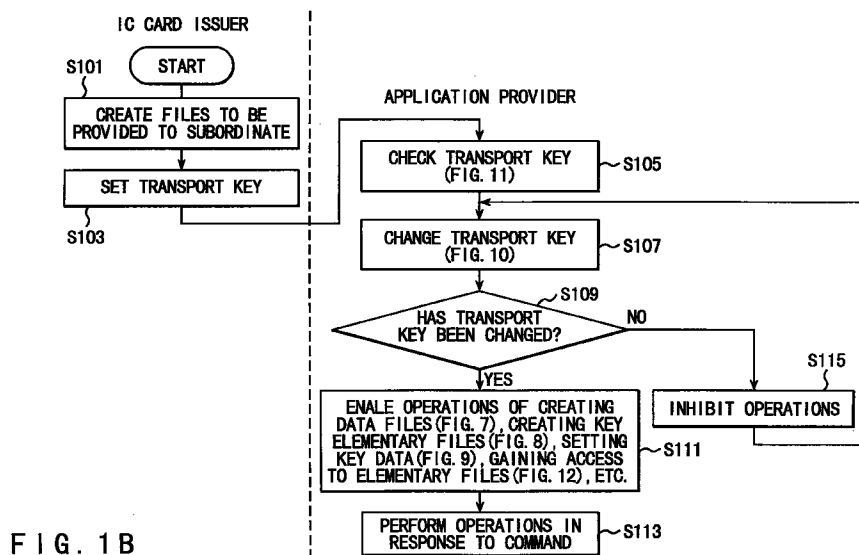 IC CARD ISSUER
START
S101
CREATE FILES TO BE
PROVIDED TO SUBORDINATE
SET TRANSPORT KEY
S103
APPLICATION PROVIDER
CHECK TRANSPORT KEY
(FIG. 11)
S105
CHANGE TRANSPORT KEY
(FIG. 10)
S107
S109
HAS TRANSPORT
KEY BEEN CHANGED?
NO
YES
S115
INHIBIT OPERATIONS
ENALE OPERATIONS OF CREATING
DATA FILES(FIG. 7), CREATING KEY
ELEMENTARY FILES(FIG. 8), SETTING
KEY DATA(FIG. 9), GAINING ACCESS
TO ELEMENTARY FILES(FIG. 12), ETC.
S111
PERFORM OPERATIONS IN
RESPONSE TO COMMAND
S113
FIG. 1B